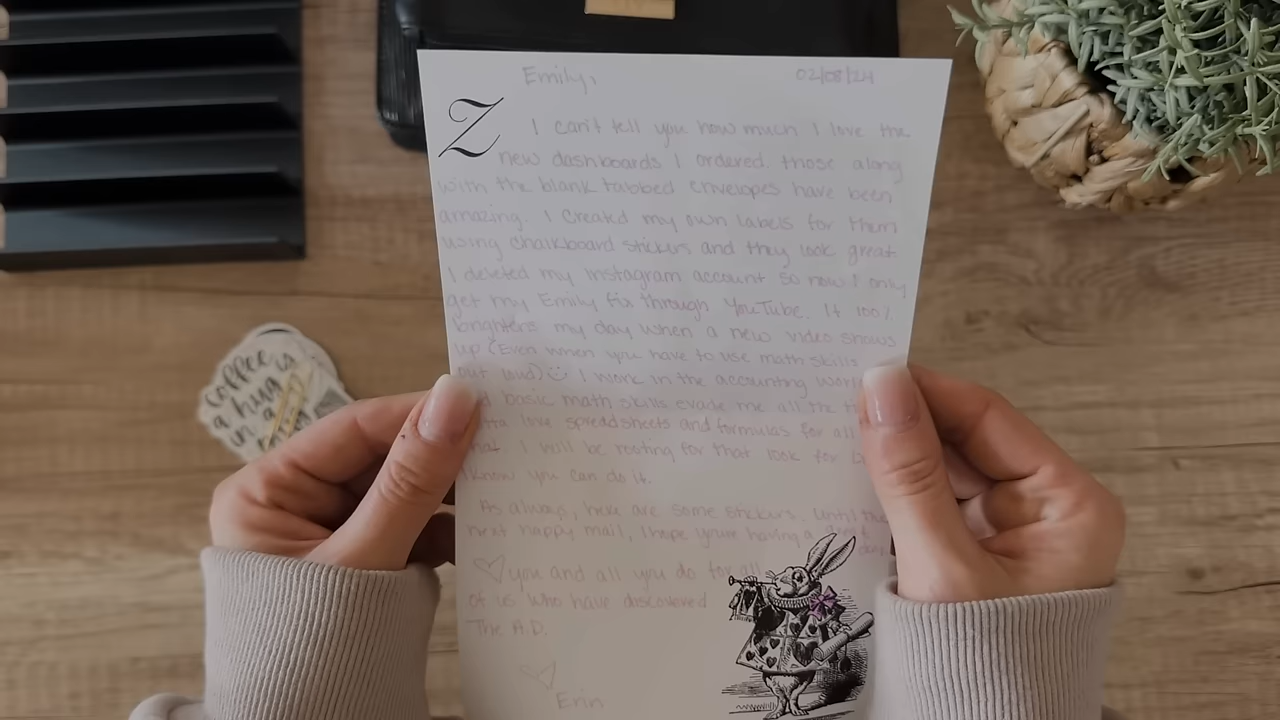 Emily,
02/08/24
Z
I can't tell you how much I love the
new dashboards I ordered. those along
with the blank tabbed envelopes have been
amazing. I created my own labels for them
using chalkboard stickers and they look great
I deleted my Instagram account so now I only
get my Emily fix through YouTube. It 100%
brightens my day when a new video shows
up (Even when you have to use math skills
out loud) I work in the accounting
basic math skills evade me all the
love spreadsheets and formulas for all
that I will be rooting for that look for
I know you can do it.
As always, here are some stickers. Until the
next happy mail, I hope you're having a
you and all you do for all
of us who have discovered
The A.D.
Erin
coffee is
a hug
in a